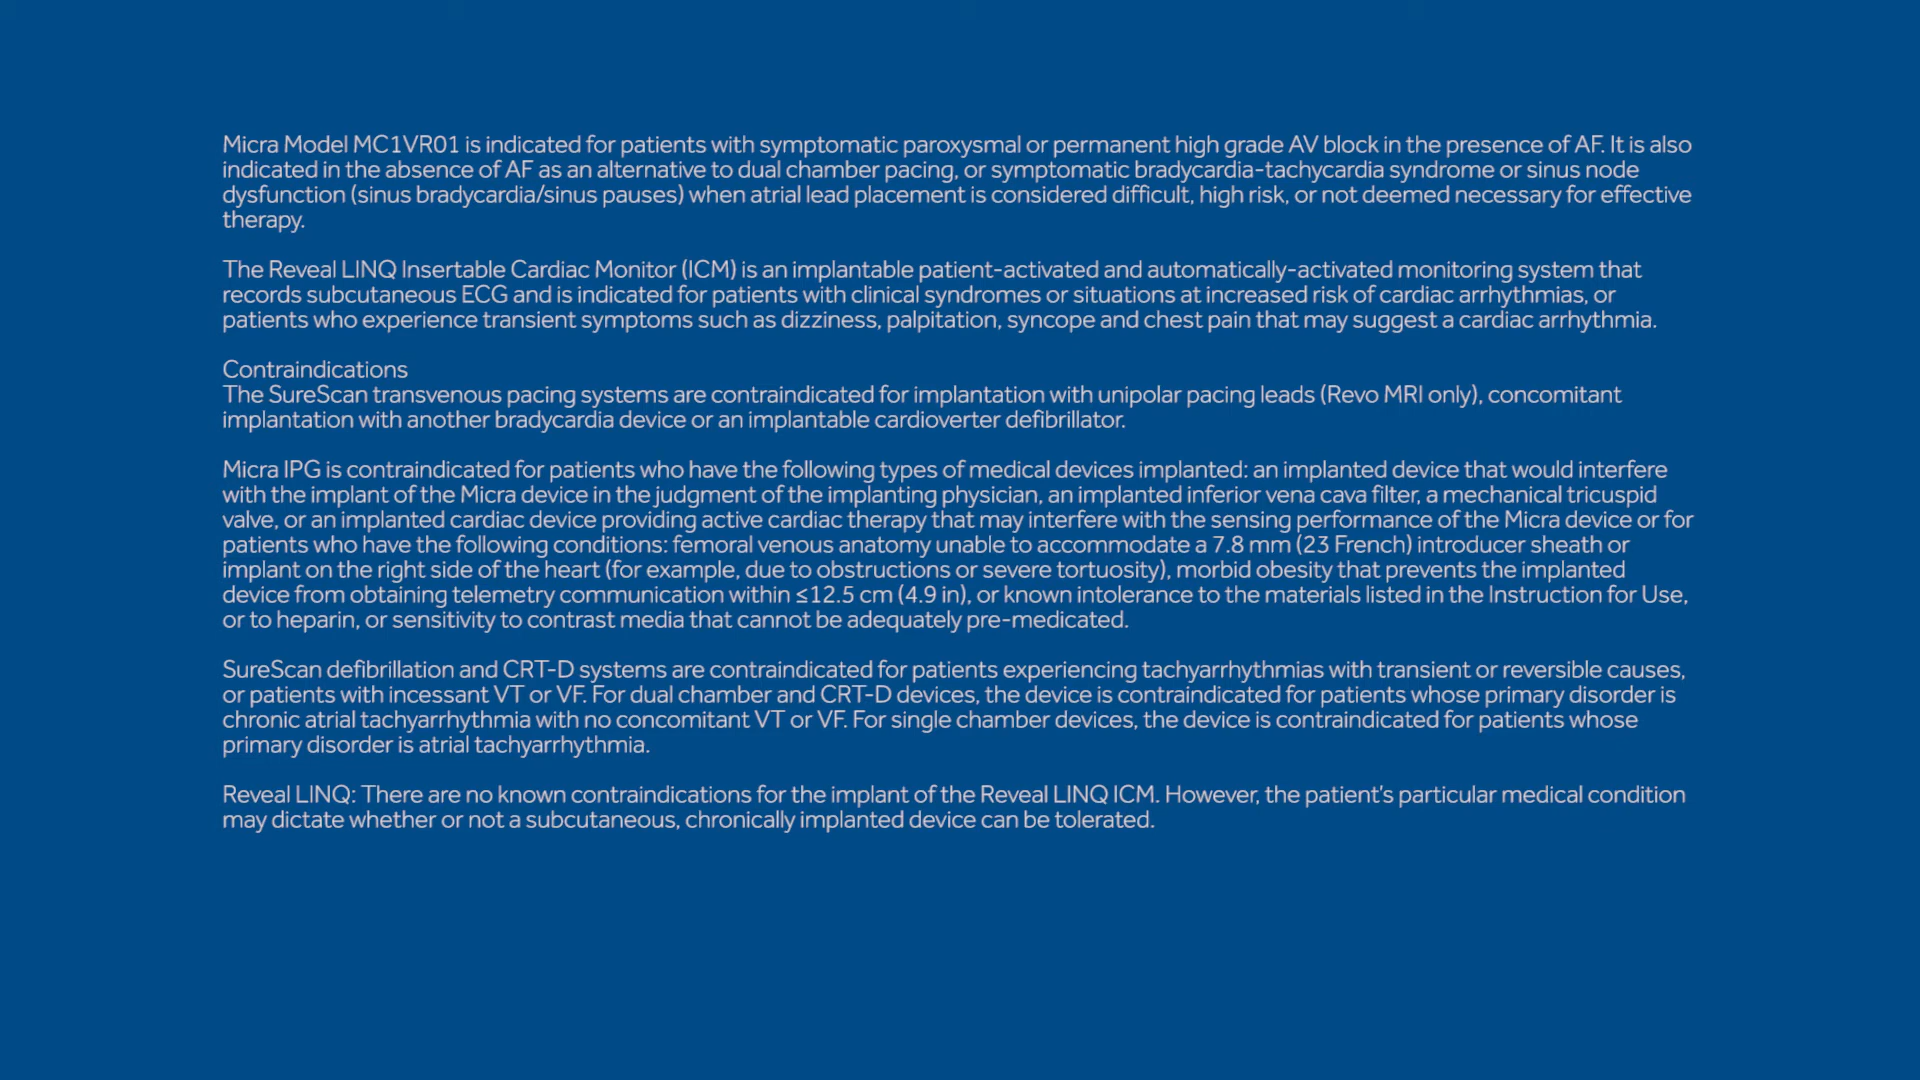 Micra Model MC1VR01 is indicated for patients with symptomatic paroxysmal or permanent high grade AV block in the presence of AF. It is also
indicated in the absence of AF as an alternative to dual chamber pacing, or symptomatic bradycardia-tachycardia syndrome or sinus node
dysfunction (sinus bradycardia/sinus pauses) when atrial lead placement is considered difficult, high risk, or not deemed necessary for effective
therapy.
The Reveal LINQ Insertable Cardiac Monitor (ICM) is an implantable patient-activated and automatically-activated monitoring system that
records subcutaneous ECG and is indicated for patients with clinical syndromes or situations at increased risk of cardiac arrhythmias, or
patients who experience transient symptoms such as dizziness, palpitation, syncope and chest pain that may suggest a cardiac arrhythmia.
Contraindications
The SureScan transvenous pacing systems are contraindicated for implantation with unipolar pacing leads (Revo MRI only), concomitant
implantation with another bradycardia device or an implantable cardioverter defibrillator.
Micra IPG is contraindicated for patients who have the following types of medical devices implanted: an implanted device that would interfere
with the implant of the Micra device in the judgment of the implanting physician, an implanted inferior vena cava filter, a mechanical tricuspid
valve, or an implanted cardiac device providing active cardiac therapy that may interfere with the sensing performance of the Micra device or for
patients who have the following conditions: femoral venous anatomy unable to accommodate a 7.8 mm (23 French) introducer sheath or
implant on the right side of the heart (for example, due to obstructions or severe tortuosity), morbid obesity that prevents the implanted
device from obtaining telemetry communication within ≤12.5 cm (4.9 in), or known intolerance to the materials listed in the Instruction for Use,
or to heparin, or sensitivity to contrast media that cannot be adequately pre-medicated.
SureScan defibrillation and CRT-D systems are contraindicated for patients experiencing tachyarrhythmias with transient or reversible causes,
or patients with incessant VT or VF. For dual chamber and CRT-D devices, the device is contraindicated for patients whose primary disorder is
chronic atrial tachyarrhythmia with no concomitant VT or VF. For single chamber devices, the device is contraindicated for patients whose
primary disorder is atrial tachyarrhythmia.
Reveal LINQ: There are no known contraindications for the implant of the Reveal LINQ ICM. However, the patient's particular medical condition
may dictate whether or not a subcutaneous, chronically implanted device can be tolerated.